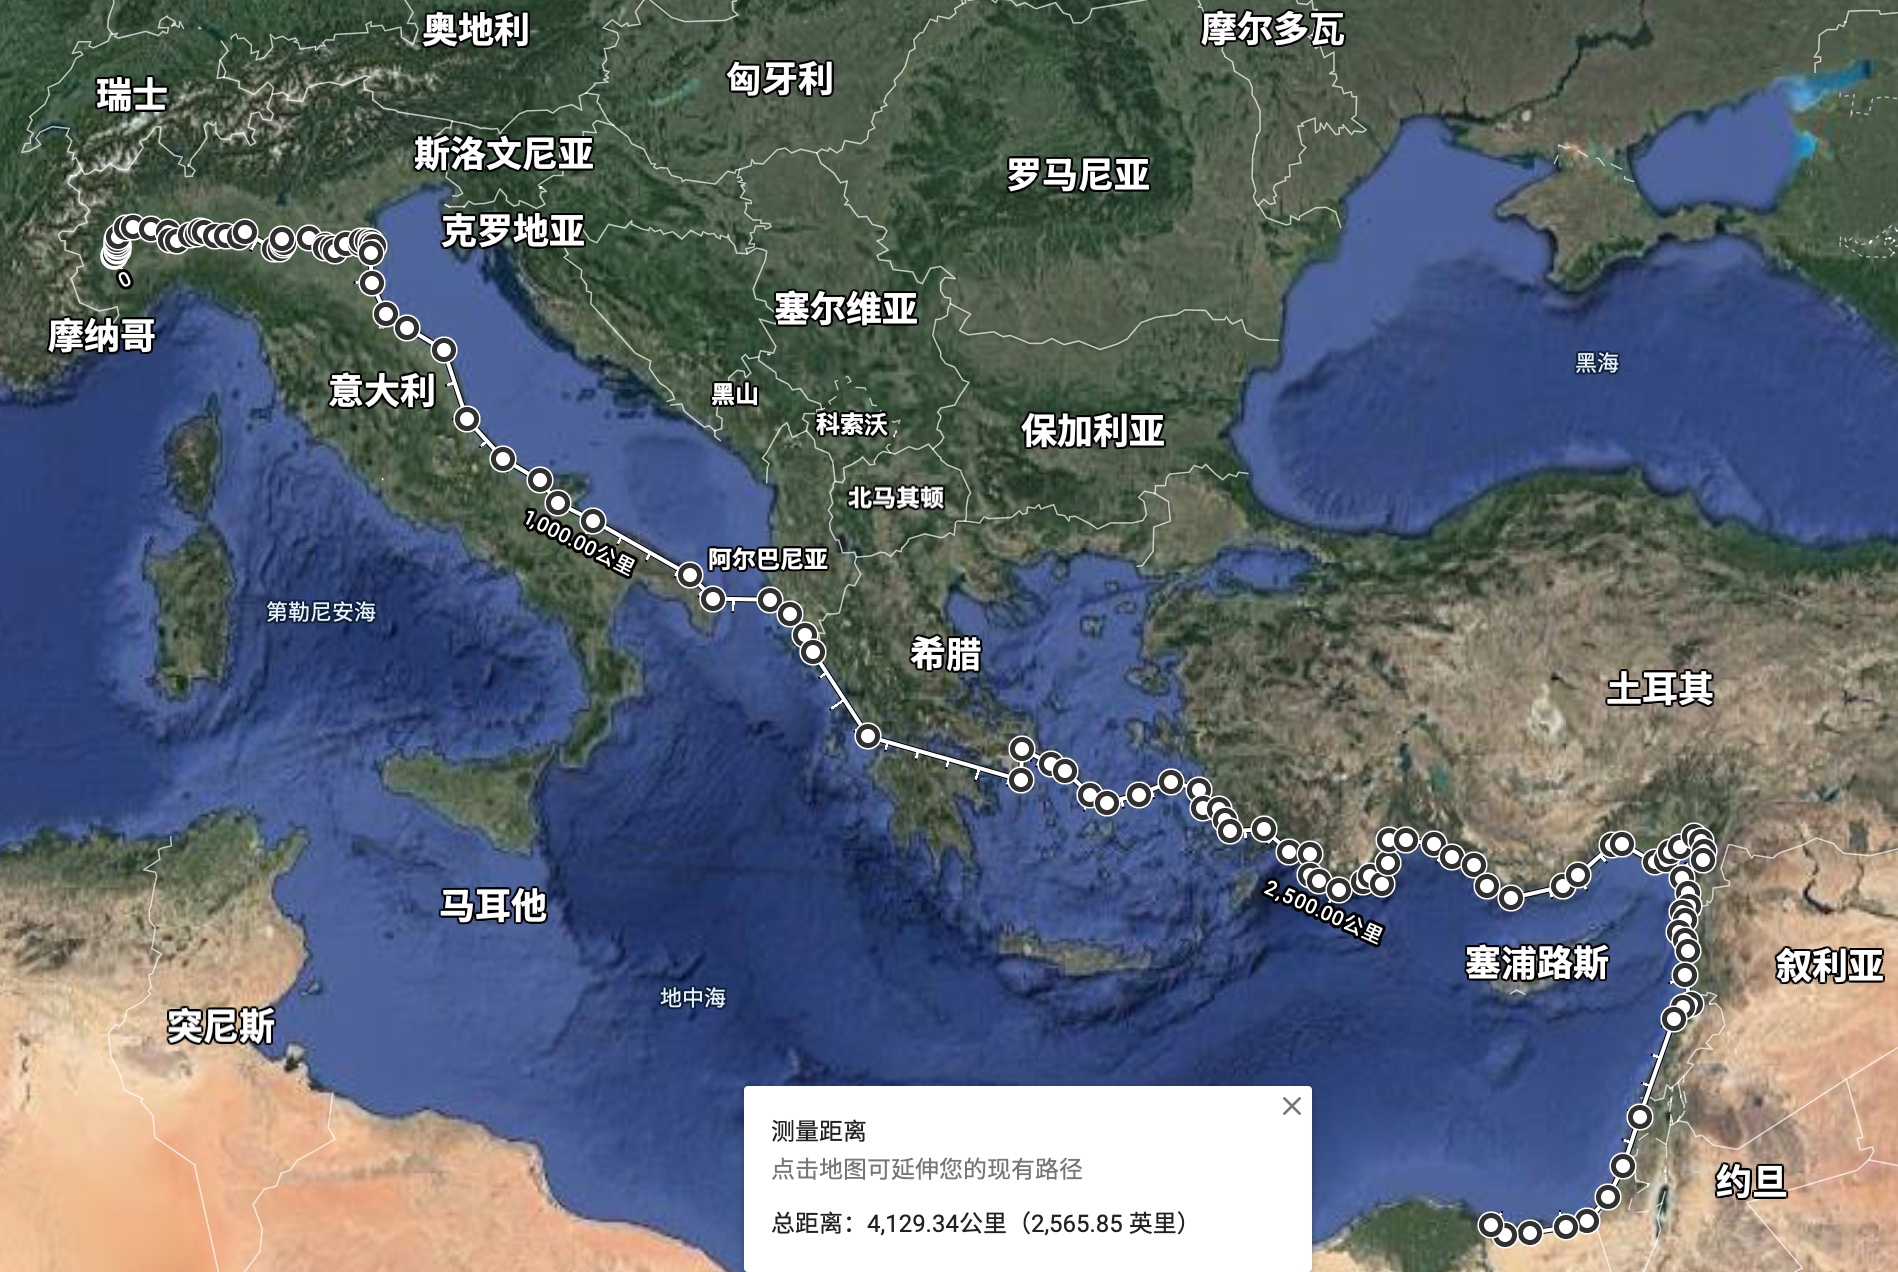 奥地利
摩尔多瓦
匈牙利
瑞士
斯洛文尼亚
罗马尼亚
克罗地亚
0
塞尔维亚
摩纳哥
黑海
意大利
黑山
科索沃
保加利亚
北马其顿
1,000.00公里
阿尔巴尼亚
第勒尼安海
希腊
土耳其
马耳他
2,500.00公里
塞浦路斯
叙利亚
地中海
突尼斯
测量距离
点击地图可延伸您的现有路径
约旦
总距离：4,129.34公里（2,565.85 英里）